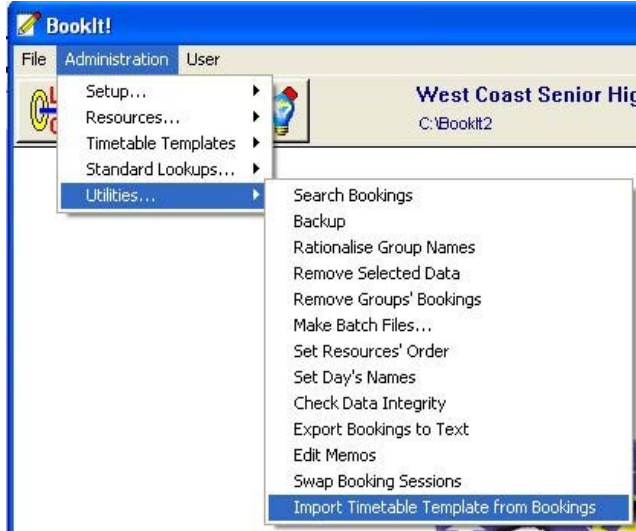 BookIt!
File Administration User
West Coast Senior Hig
C:\BookIt2
Setup...
Resources...
Timetable Templates
Standard Lookups...
Utilities...
Search Bookings
Backup
Rationalise Group Names
Remove Selected Data
Remove Groups' Bookings
Make Batch Files...
Set Resources' Order
Set Day's Names
Check Data Integrity
Export Bookings to Text
Edit Memos
Swap Booking Sessions
Import Timetable Template from Bookings